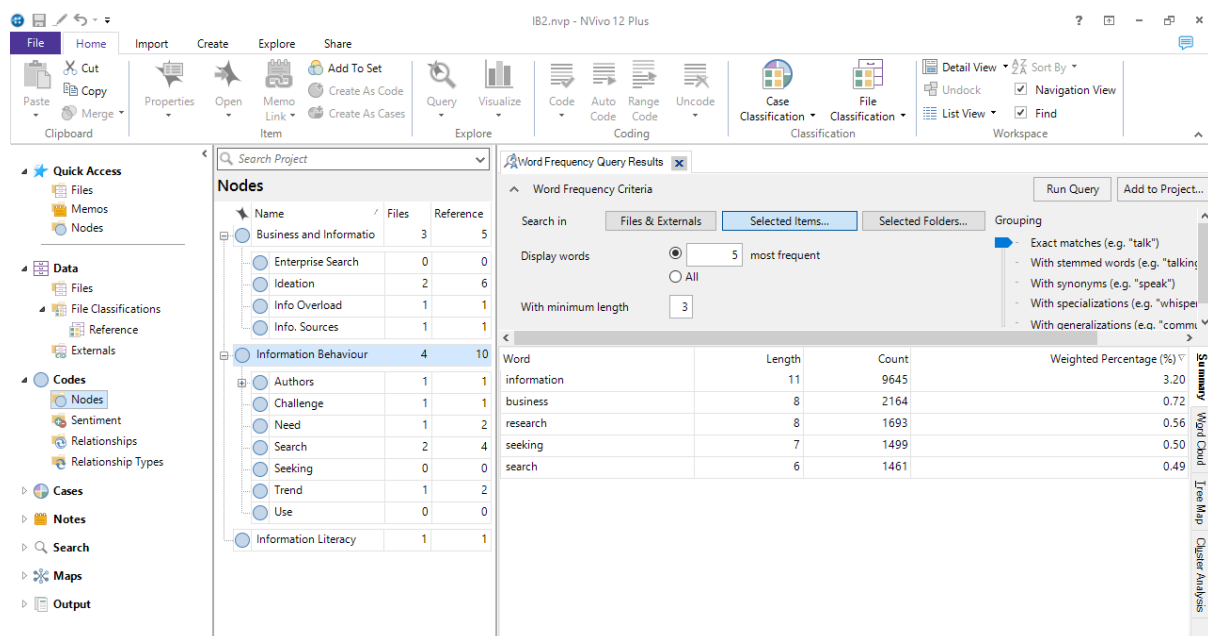 IB2.nvp - NVivo 12 Plus
?
File Home Import Create Explore Share
Paste
Cut
Copy
Merge
Clipboard
Properties
Open
Memo Link
Add To Set
Create As Code
Create As Cases
Item
Query
Visualize
Explore
Code
Auto Code
Range Code
Uncode
Coding
Case Classification
File Classification
Classification
Detail View
Sort By
Undock
Navigation View
List View
Find
Workspace
Quick Access
Files
Memos
Nodes
Data
Files
File Classifications
Reference
Externals
Codes
Nodes
Sentiment
Relationships
Relationship Types
Cases
Notes
Search
Maps
Output
Search Project
Nodes
Name Files Reference
Business and Informatio 3 5
Enterprise Search 0 0
Ideation 2 6
Info Overload 1 1
Info. Sources 1 1
Information Behaviour 4 10
Authors 1 1
Challenge 1 1
Need 1 2
Search 2 4
Seeking 0 0
Trend 1 2
Use 0 0
Information Literacy 1 1
Word Frequency Query Results x
Word Frequency Criteria
Run Query
Add to Project...
Search in Files & Externals Selected Items... Selected Folders...
Display words 5 most frequent
All
With minimum length 3
Grouping
Exact matches (e.g. "talk")
With stemmed words (e.g. "talking
With synonyms (e.g. "speak")
With specializations (e.g. "whisper
With generalizations (e.g. "commu
Word Length Count Weighted Percentage (%)
information 11 9645 3.20
business 8 2164 0.72
research 8 1693 0.56
seeking 7 1499 0.50
search 6 1461 0.49
Summary
Word Cloud
Tree Map
Cluster Analysis